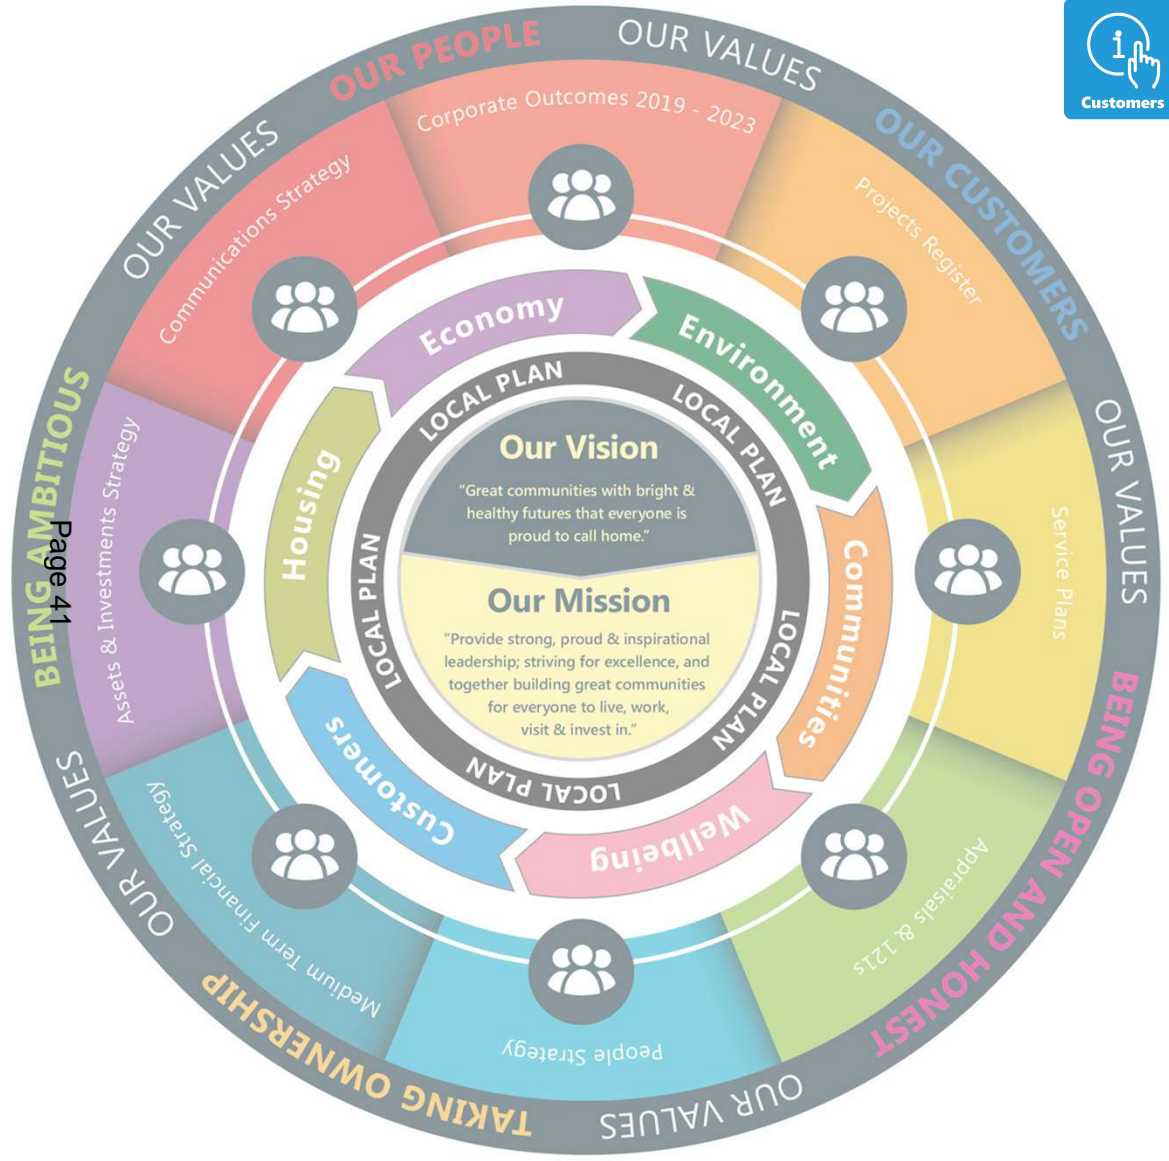 Customers
OUR PEOPLE
OUR VALUES
OUR CUSTOMERS
OUR VALUES
BEING OPEN AND HONEST
OUR VALUES
TAKING OWNERSHIP
OUR VALUES
BEING AMBITIOUS
OUR VALUES
Page 41
Corporate Outcomes 2019 - 2023
Projects Register
Service Plans
Appraisals & 121s
People Strategy
Medium Term Financial Strategy
Assets & Investments Strategy
Communications Strategy
Economy
Environment
Communities
Wellbeing
Customers
Housing
LOCAL PLAN
LOCAL PLAN
LOCAL PLAN
LOCAL PLAN
LOCAL PLAN
Our Vision
"Great communities with bright &
healthy futures that everyone is
proud to call home."
Our Mission
"Provide strong, proud & inspirational
leadership; striving for excellence, and
together building great communities
for everyone to live, work,
visit & invest in."